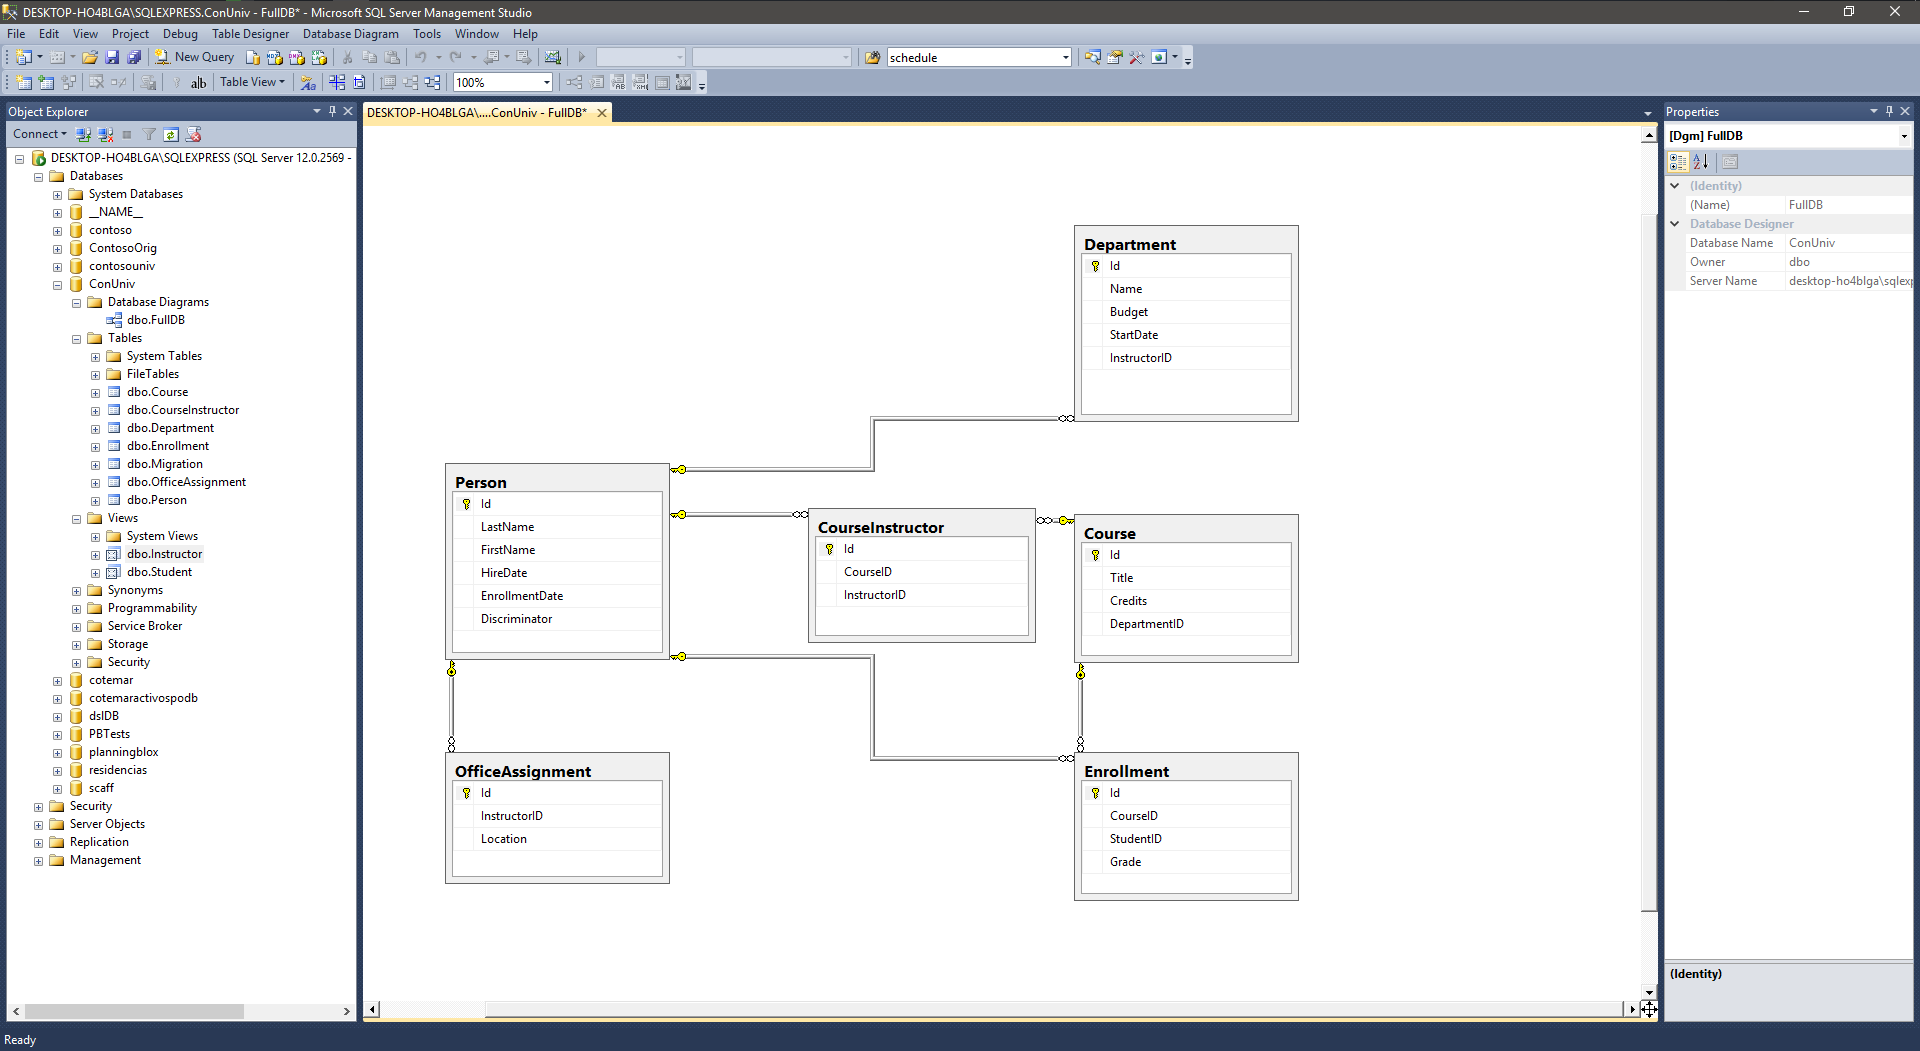 DESKTOP-HO4BLGA\SQLEXPRESS.ConUniv - FullDB* - Microsoft SQL Server Management Studio
File Edit View Project Debug Table Designer Database Diagram Tools Window Help
New Query schedule
Table View 100%
Object Explorer
Connect
DESKTOP-HO4BLGA\SQLEXPRESS (SQL Server 12.0.2569 -
Databases
System Databases
__NAME__
contoso
ContosoOrig
contosouniv
ConUniv
Database Diagrams
dbo.FullDB
Tables
System Tables
FileTables
dbo.Course
dbo.CourseInstructor
dbo.Department
dbo.Enrollment
dbo.Migration
dbo.OfficeAssignment
dbo.Person
Views
System Views
dbo.Instructor
dbo.Student
Synonyms
Programmability
Service Broker
Storage
Security
cotemar
cotemaractivospodb
dslDB
PBTests
planningblox
residencias
scaff
Security
Server Objects
Replication
Management
DESKTOP-HO4BLGA\....ConUniv - FullDB*
Department
Id
Name
Budget
StartDate
InstructorID
Person
Id
LastName
FirstName
HireDate
EnrollmentDate
Discriminator
CourseInstructor
Id
CourseID
InstructorID
Course
Id
Title
Credits
DepartmentID
OfficeAssignment
Id
InstructorID
Location
Enrollment
Id
CourseID
StudentID
Grade
Properties
[Dgm] FullDB
(Identity)
(Name) FullDB
Database Designer
Database Name ConUniv
Owner dbo
Server Name desktop-ho4blga\sqlexp
(Identity)
Ready